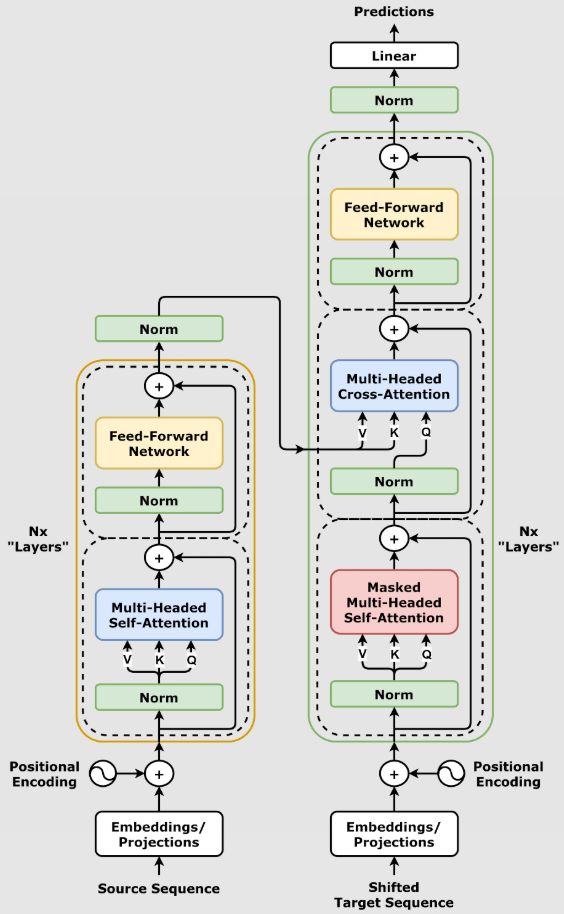 Predictions
Linear
Norm
+
Feed-Forward
Network
Norm
+
Multi-Headed
Cross-Attention
V K Q
Norm
+
Masked
Multi-Headed
Self-Attention
V K Q
Norm
Nx
"Layers"
+
Positional
Encoding
Embeddings/
Projections
Shifted
Target Sequence
Norm
+
Feed-Forward
Network
Norm
+
Multi-Headed
Self-Attention
V K Q
Norm
Nx
"Layers"
Positional
Encoding
+
Embeddings/
Projections
Source Sequence